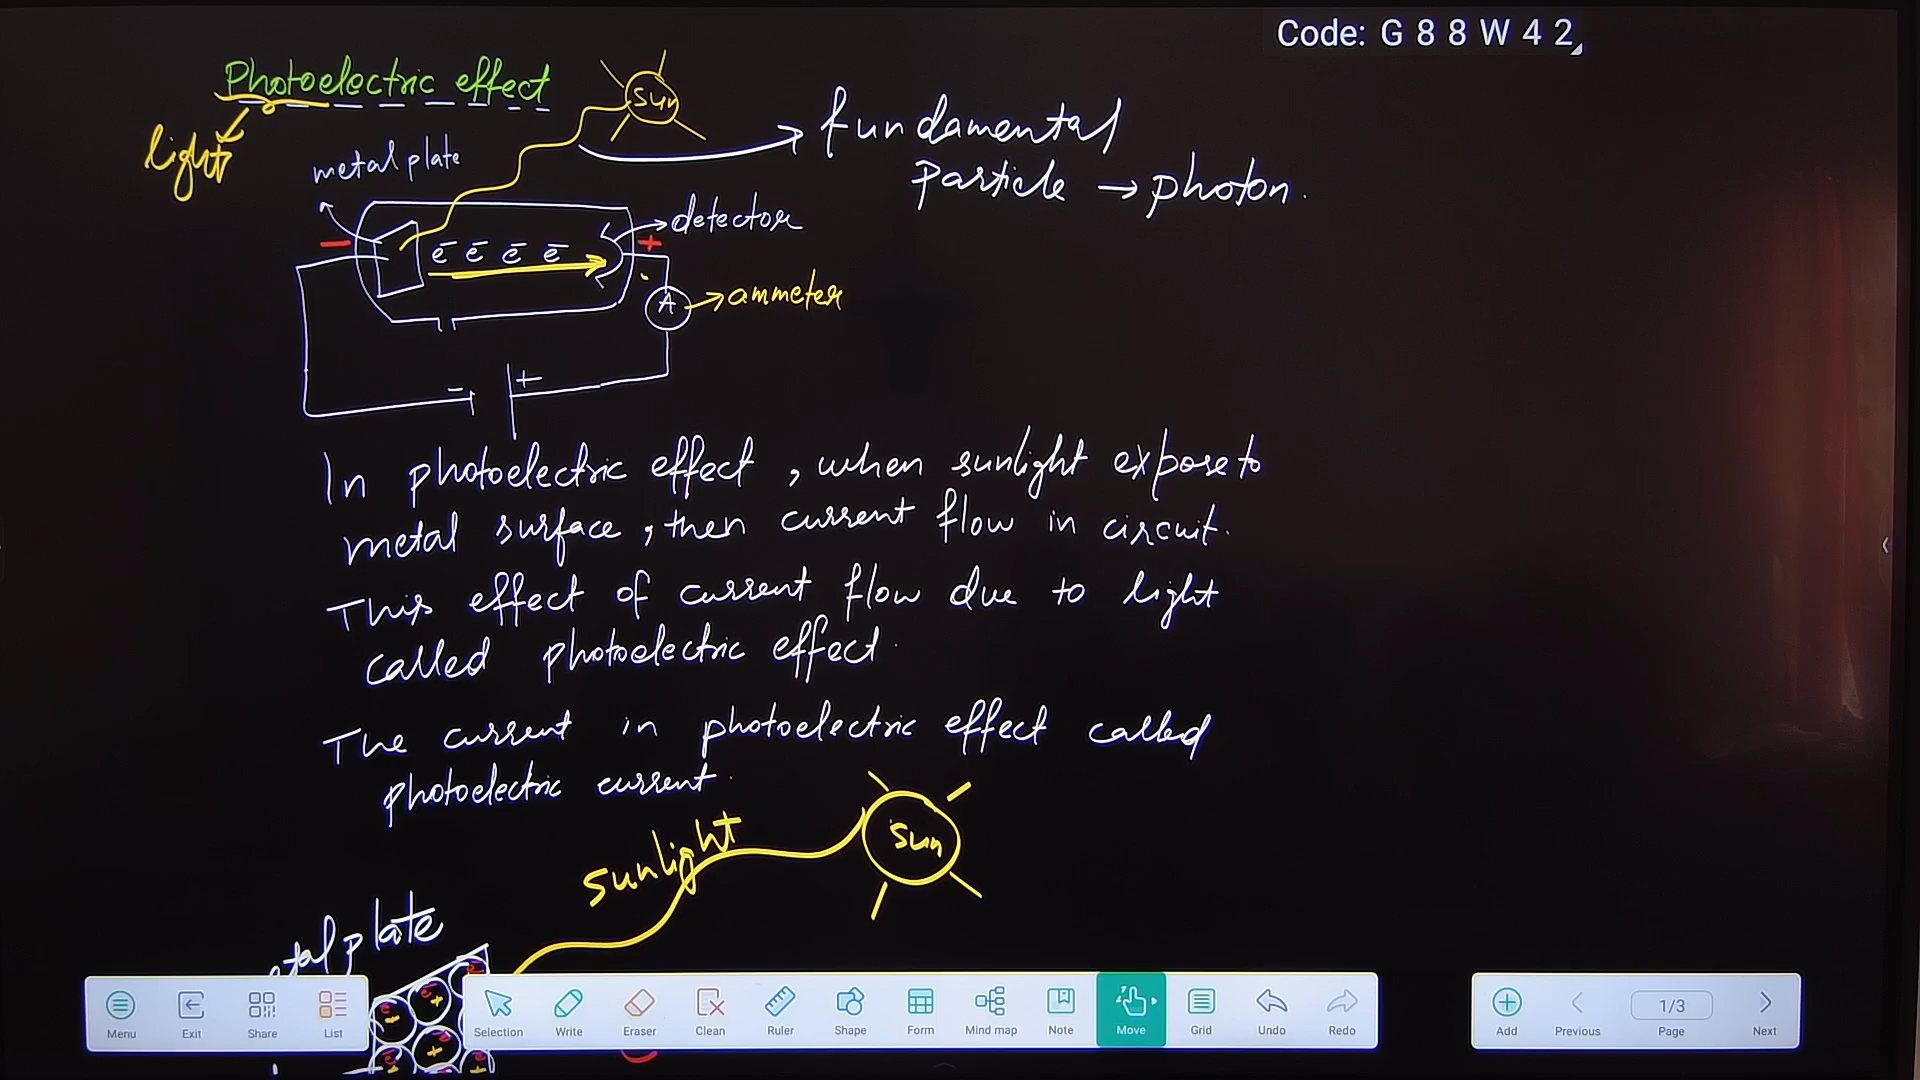 Code: G 8 8 W 4 2
Photoelectric effect
light
sun
fundamental
particle → photon.
metal plate
detector
− e⁻ e⁻ e⁻ e⁻ +
A → ammeter
− +
In photoelectric effect, when sunlight expose to
metal surface, then current flow in circuit.
This effect of current flow due to light
called photoelectric effect.
The current in photoelectric effect called
photoelectric current.
sunlight
sun
etal plate
Menu Exit Share List Selection Write Eraser Clean Ruler Shape Form Mind map Note Move Grid Undo Redo Add Previous 1/3 Page Next